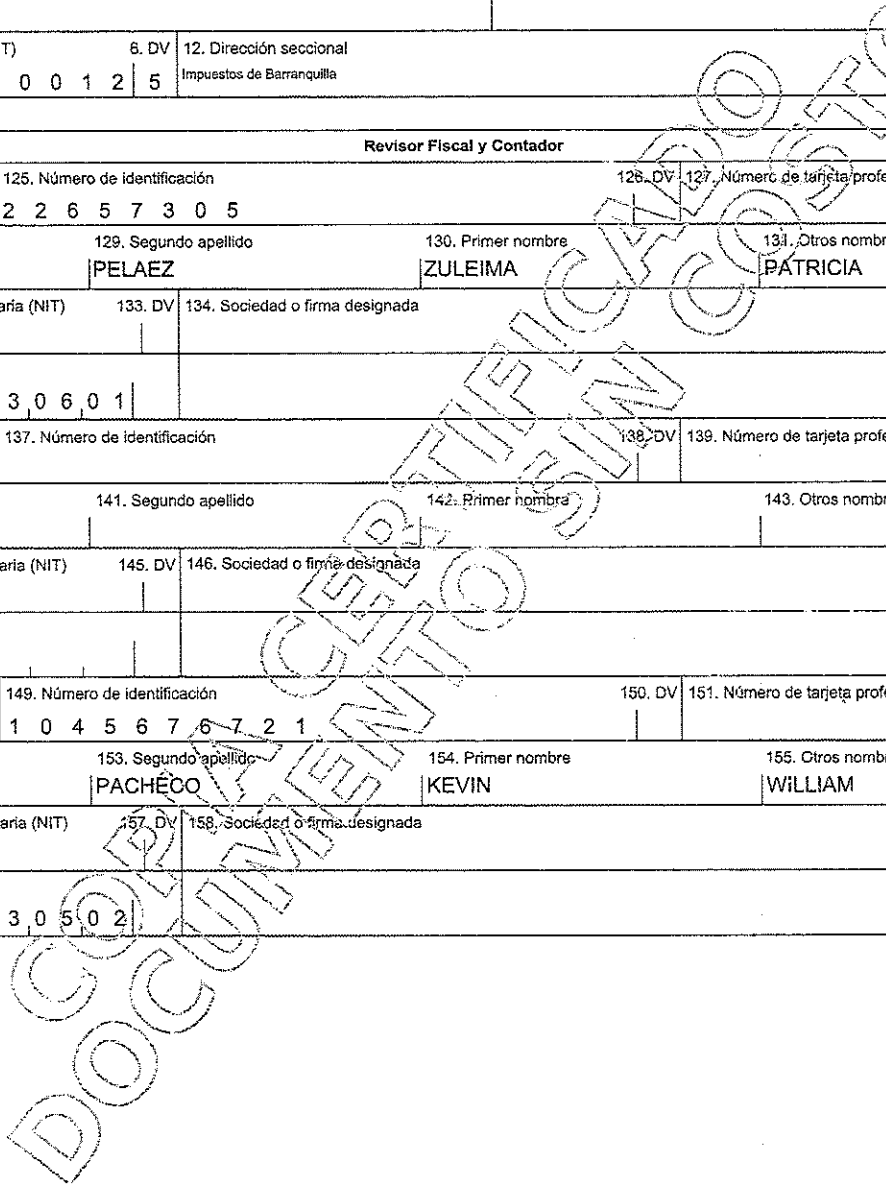 T) 6. DV 12. Dirección seccional
0 0 1 2 5 Impuestos de Barranquilla
Revisor Fiscal y Contador
125. Número de identificación 126. DV 127. Número de tarjeta profe
2 2 6 5 7 3 0 5
129. Segundo apellido 130. Primer nombre 131. Otros nombr
PELAEZ ZULEIMA PATRICIA
aria (NIT) 133. DV 134. Sociedad o firma designada
3 0 6 0 1
137. Número de identificación 138. DV 139. Número de tarjeta profe
141. Segundo apellido 142. Primer nombre 143. Otros nombr
aria (NIT) 145. DV 146. Sociedad o firma designada
149. Número de identificación 150. DV 151. Número de tarjeta profe
1 0 4 5 6 7 6 7 2 1
153. Segundo apellido 154. Primer nombre 155. Otros nombr
PACHECO KEVIN WILLIAM
aria (NIT) 157. DV 158. Sociedad o firma designada
3 0 5 0 2
COPIA CERTIFICADO
DOCUMENTO SIN COSTO